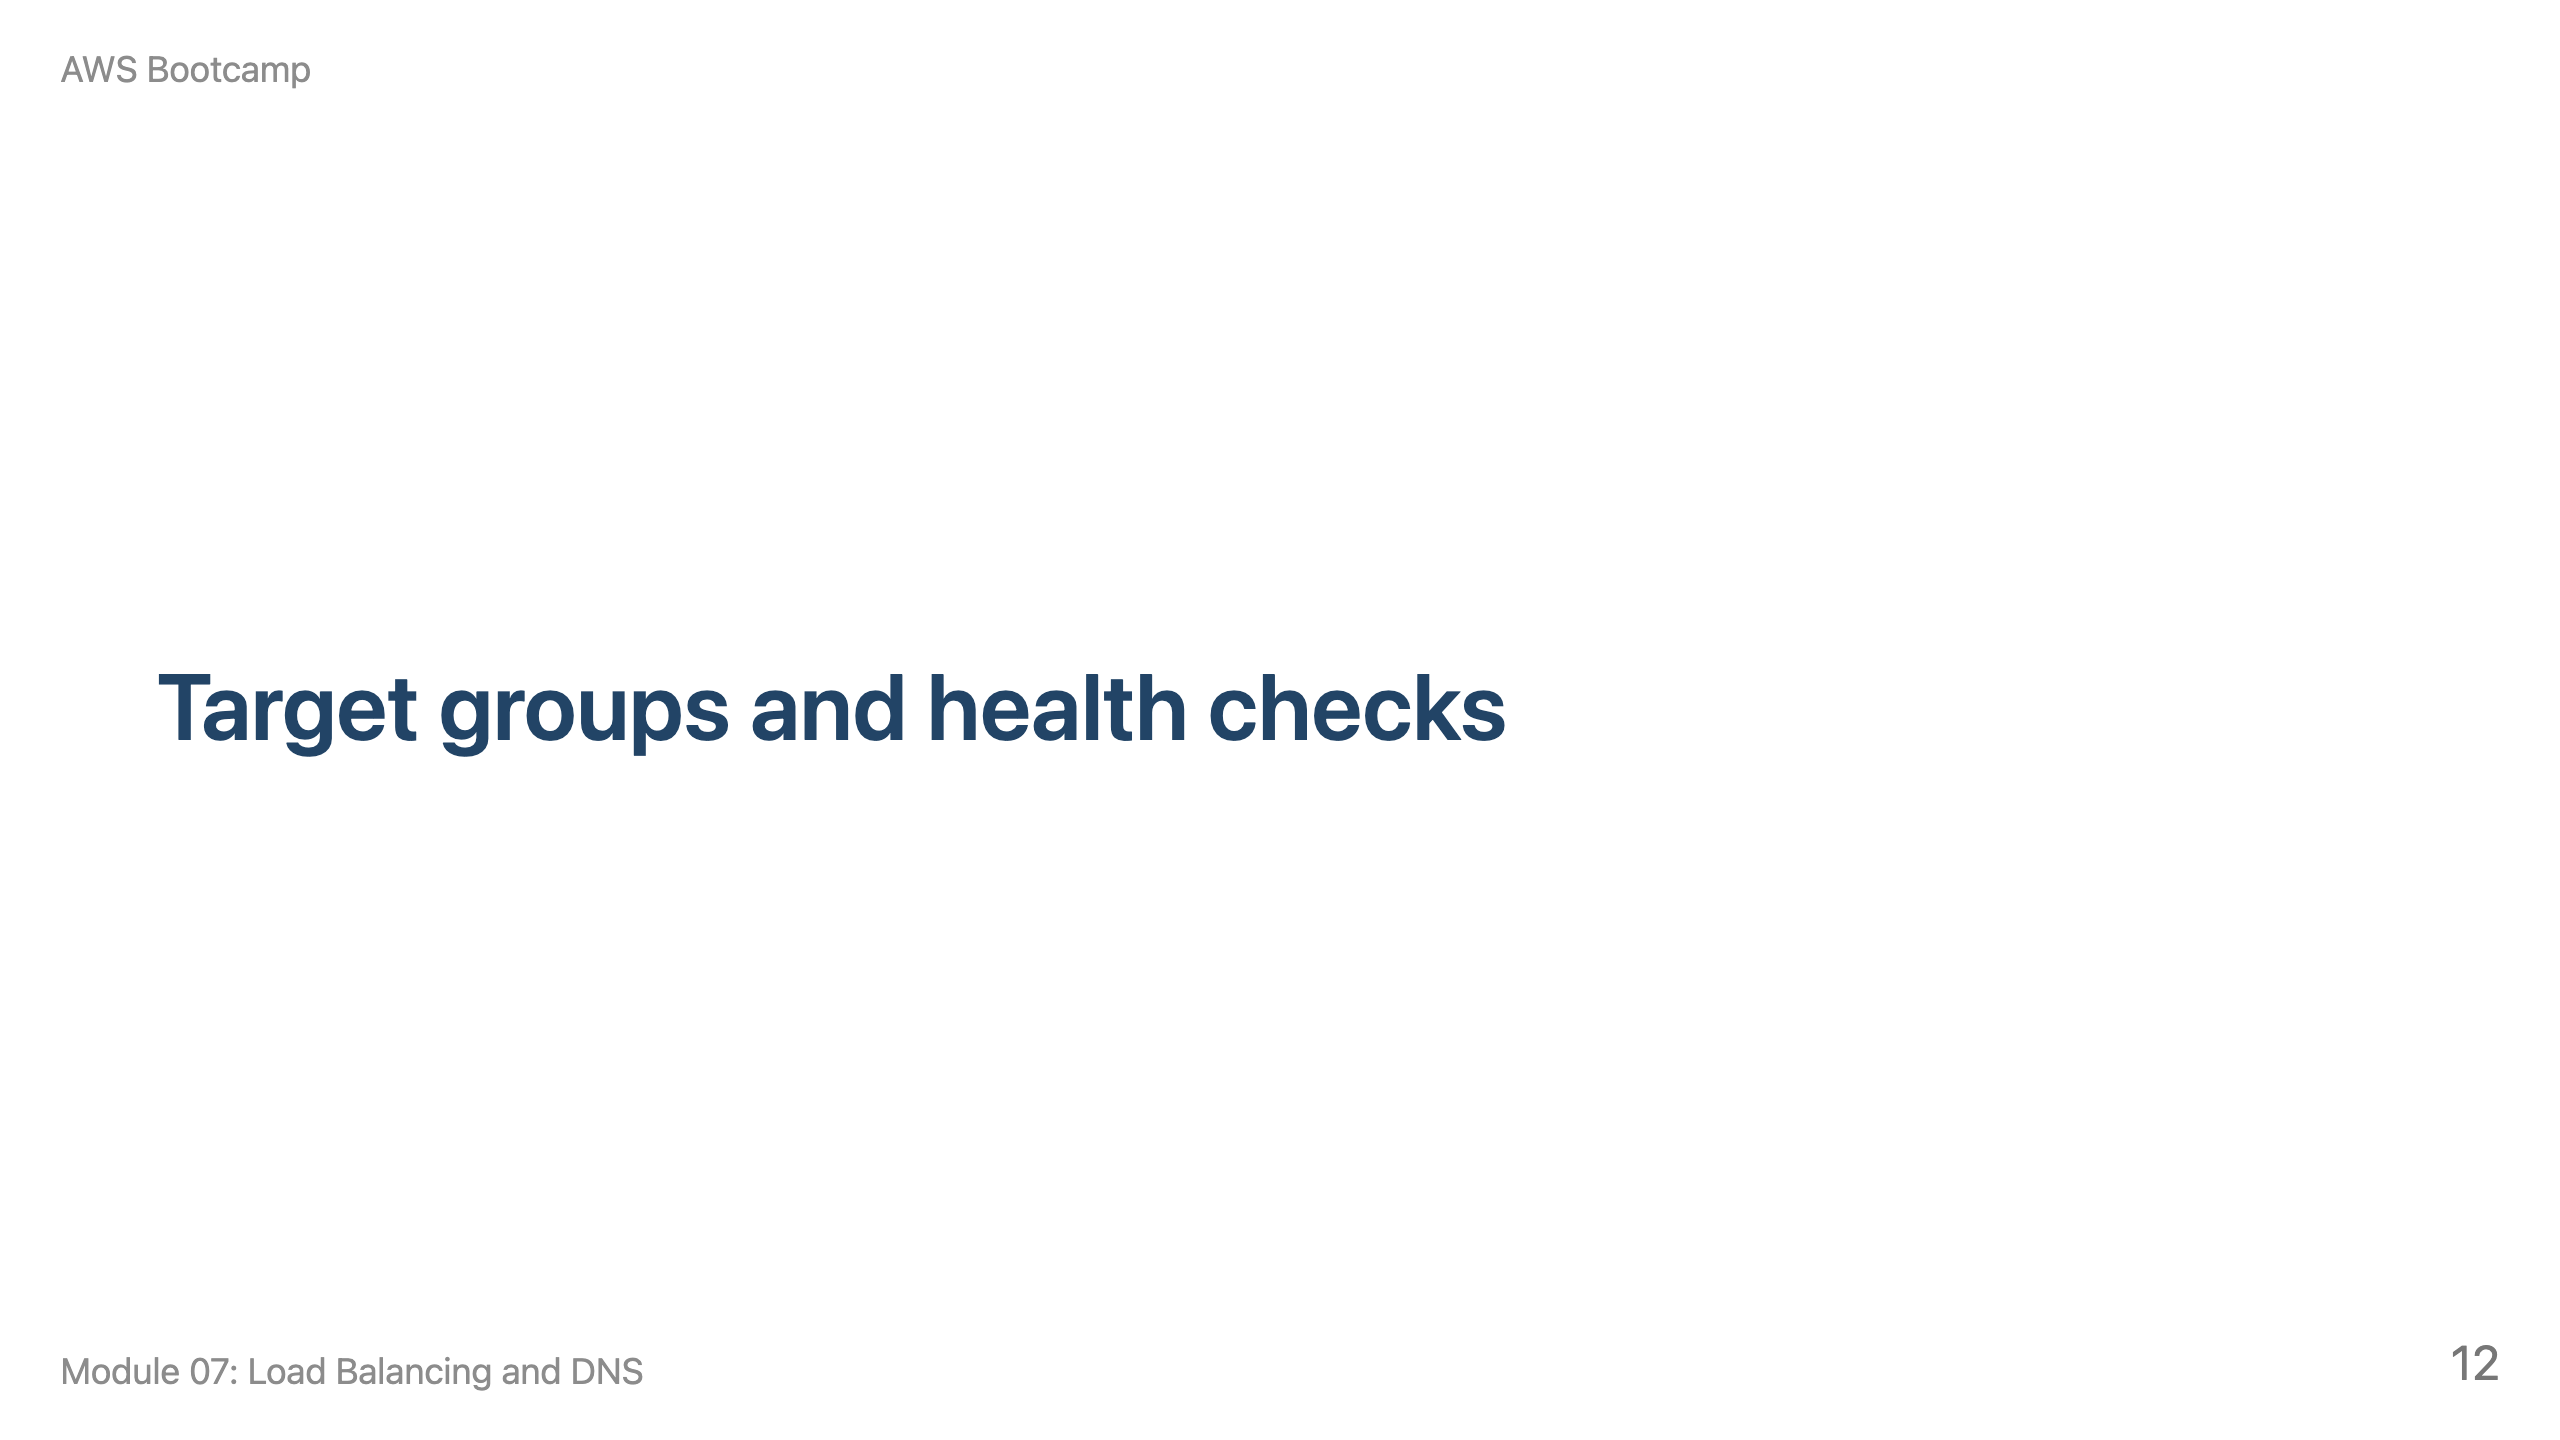 AWS Bootcamp
Target groups and health checks
Module 07: Load Balancing and DNS
12